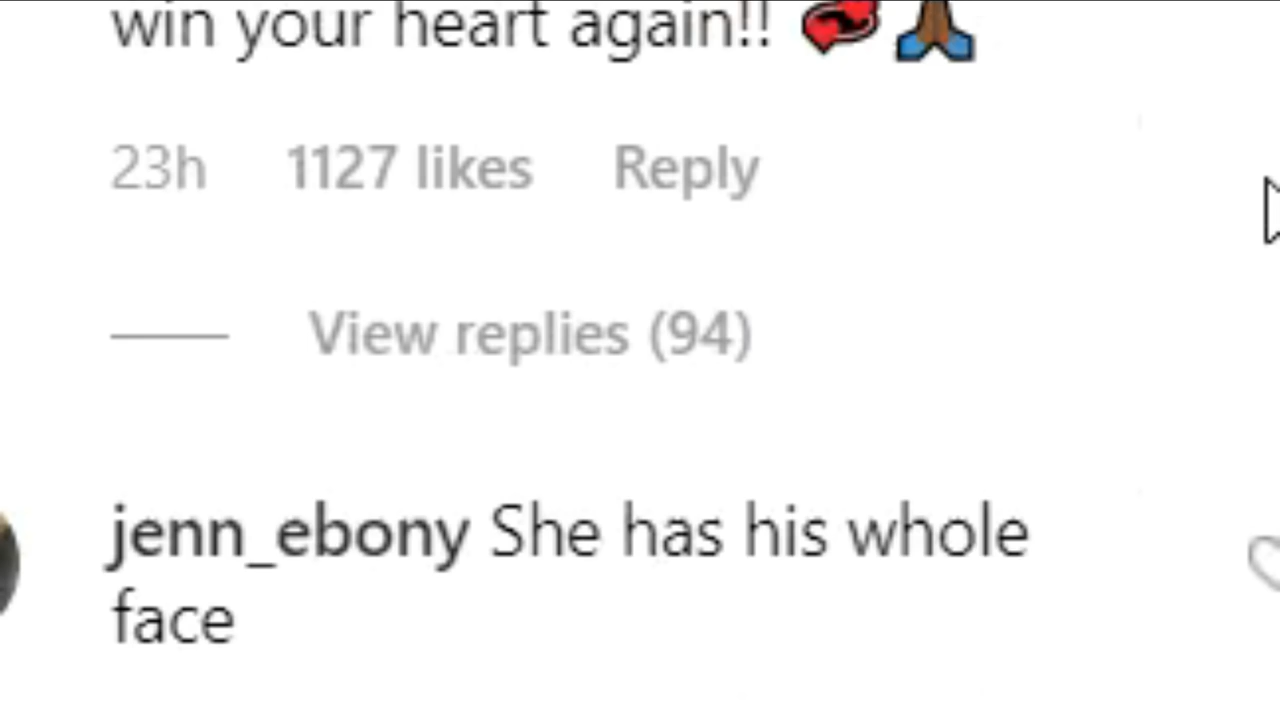 win your heart again!! 💞🙏🏾
23h 1127 likes Reply
View replies (94)
jenn_ebony She has his whole
face